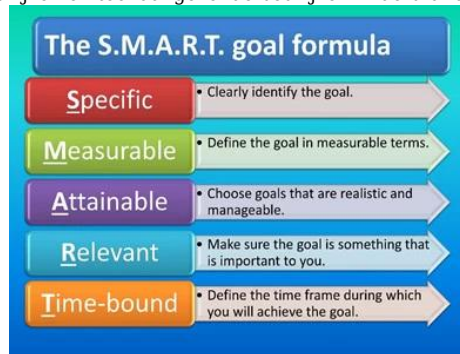 The S.M.A.R.T. goal formula
Specific
• Clearly identify the goal.
Measurable
• Define the goal in measurable terms.
Attainable
• Choose goals that are realistic and
manageable.
Relevant
• Make sure the goal is something that
is important to you.
Time-bound
• Define the time frame during which
you will achieve the goal.